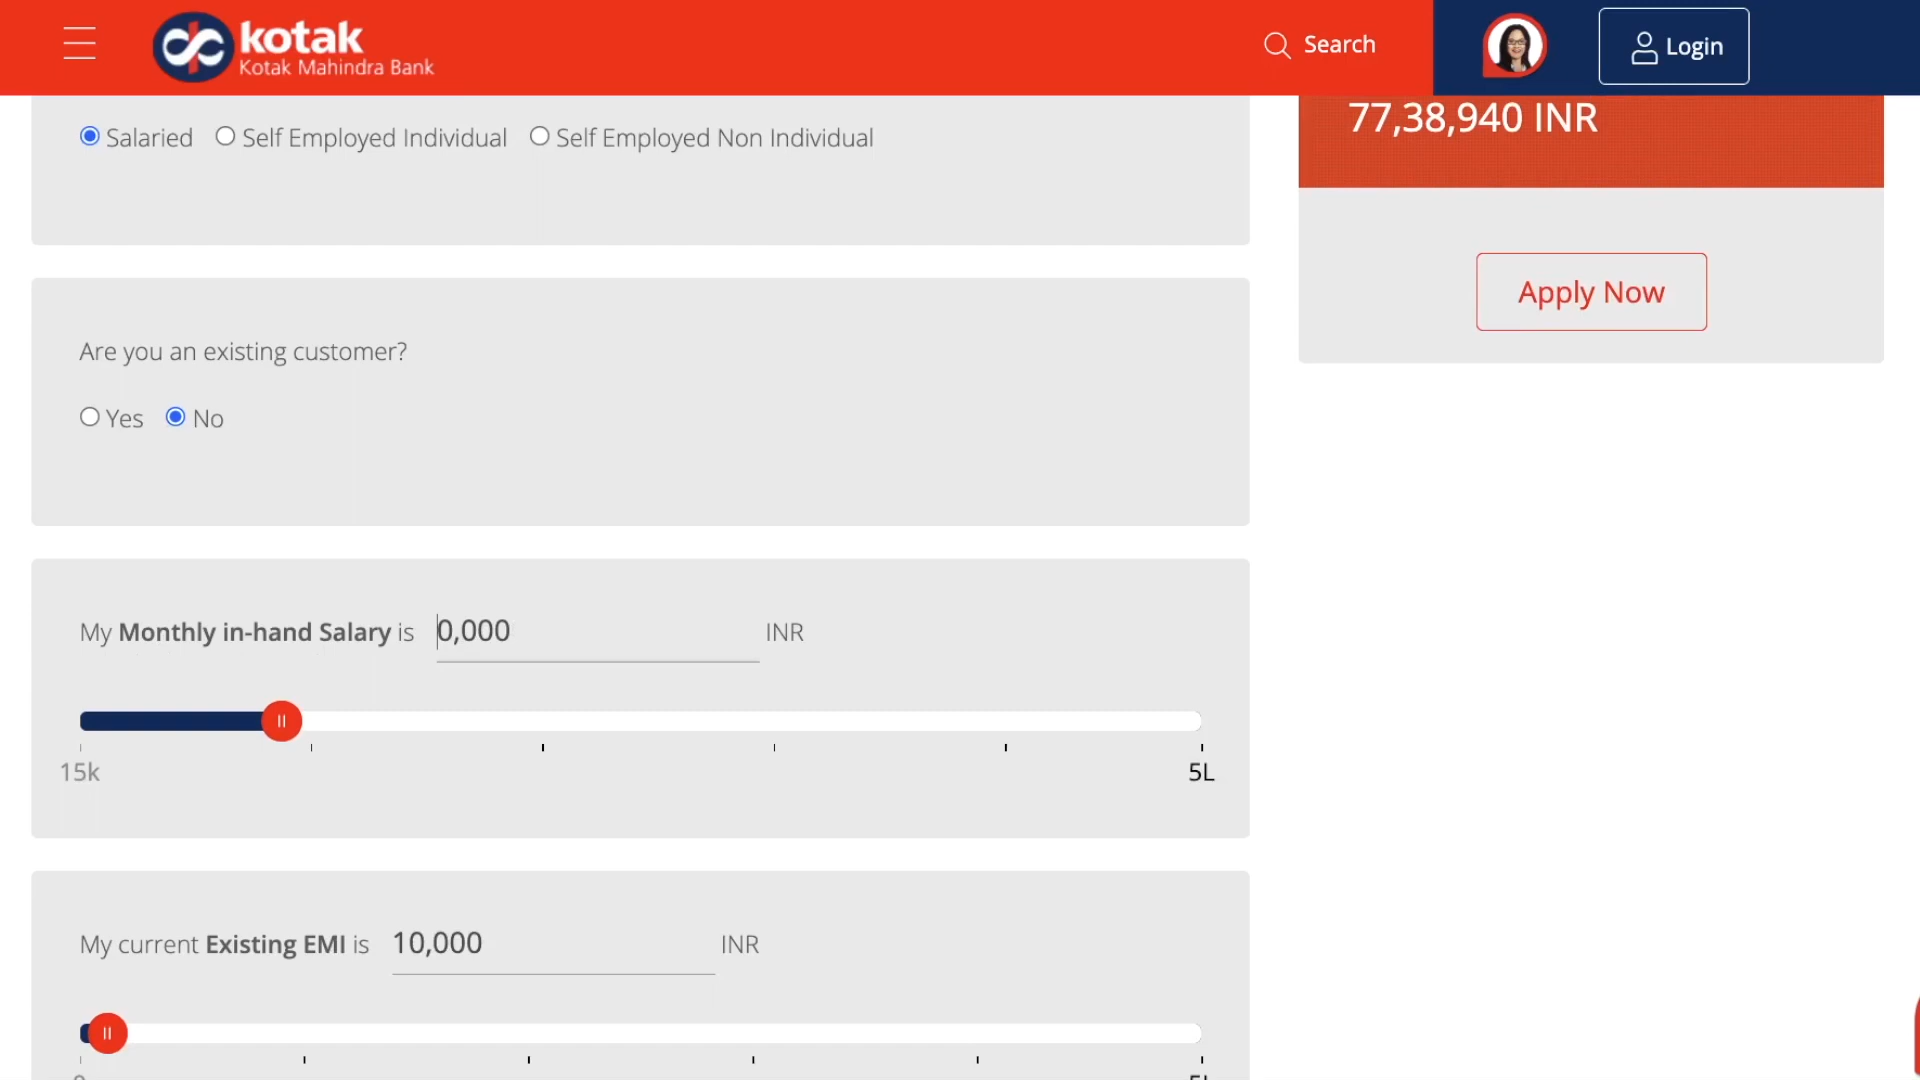 kotak
Kotak Mahindra Bank
Search
Login
Salaried Self Employed Individual Self Employed Non Individual
77,38,940 INR
Apply Now
Are you an existing customer?
Yes No
My Monthly in-hand Salary is 0,000 INR
15k 5L
My current Existing EMI is 10,000 INR